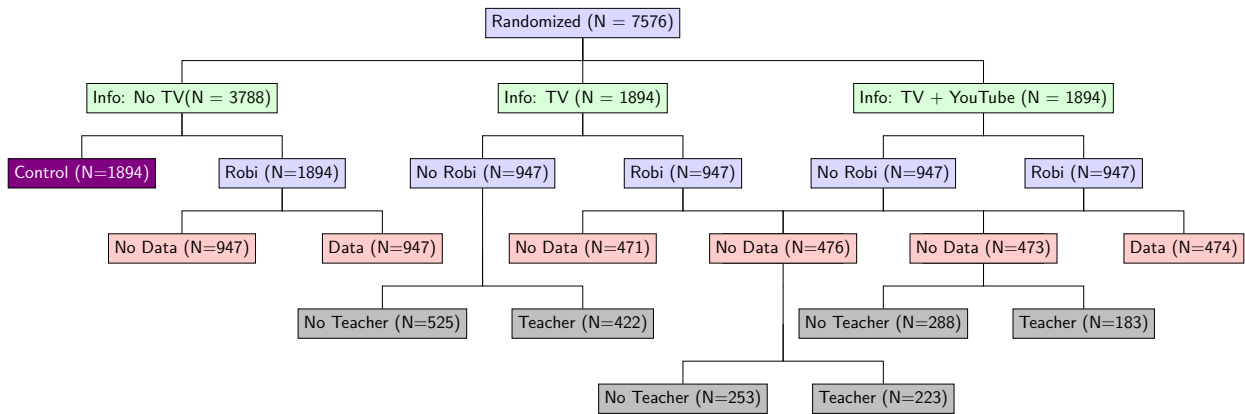 Randomized (N = 7576)
Info: No TV(N = 3788)
Info: TV (N = 1894)
Info: TV + YouTube (N = 1894)
Control (N=1894)
Robi (N=1894)
No Robi (N=947)
Robi (N=947)
No Robi (N=947)
Robi (N=947)
No Data (N=947)
Data (N=947)
No Data (N=471)
No Data (N=476)
No Data (N=473)
Data (N=474)
No Teacher (N=525)
Teacher (N=422)
No Teacher (N=288)
Teacher (N=183)
No Teacher (N=253)
Teacher (N=223)